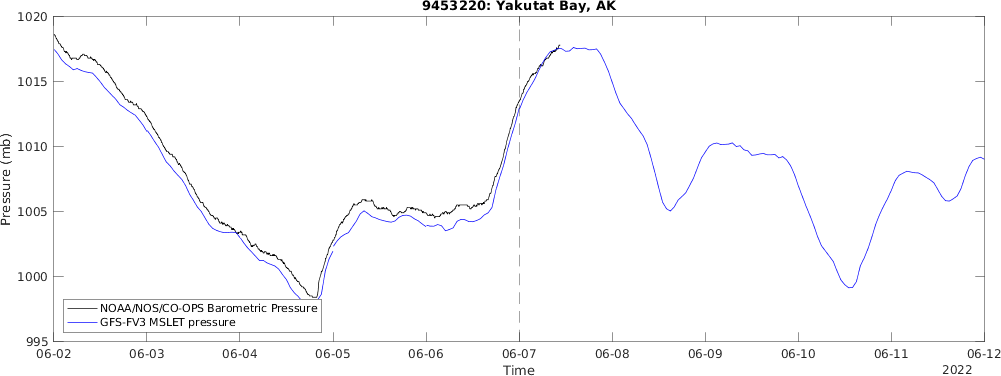 9453220: Yakutat Bay, AK
Pressure (mb)
1020
1015
1010
1005
1000
995
NOAA/NOS/CO-OPS Barometric Pressure
GFS-FV3 MSLET pressure
06-02 06-03 06-04 06-05 06-06 06-07 06-08 06-09 06-10 06-11 06-12
Time
2022